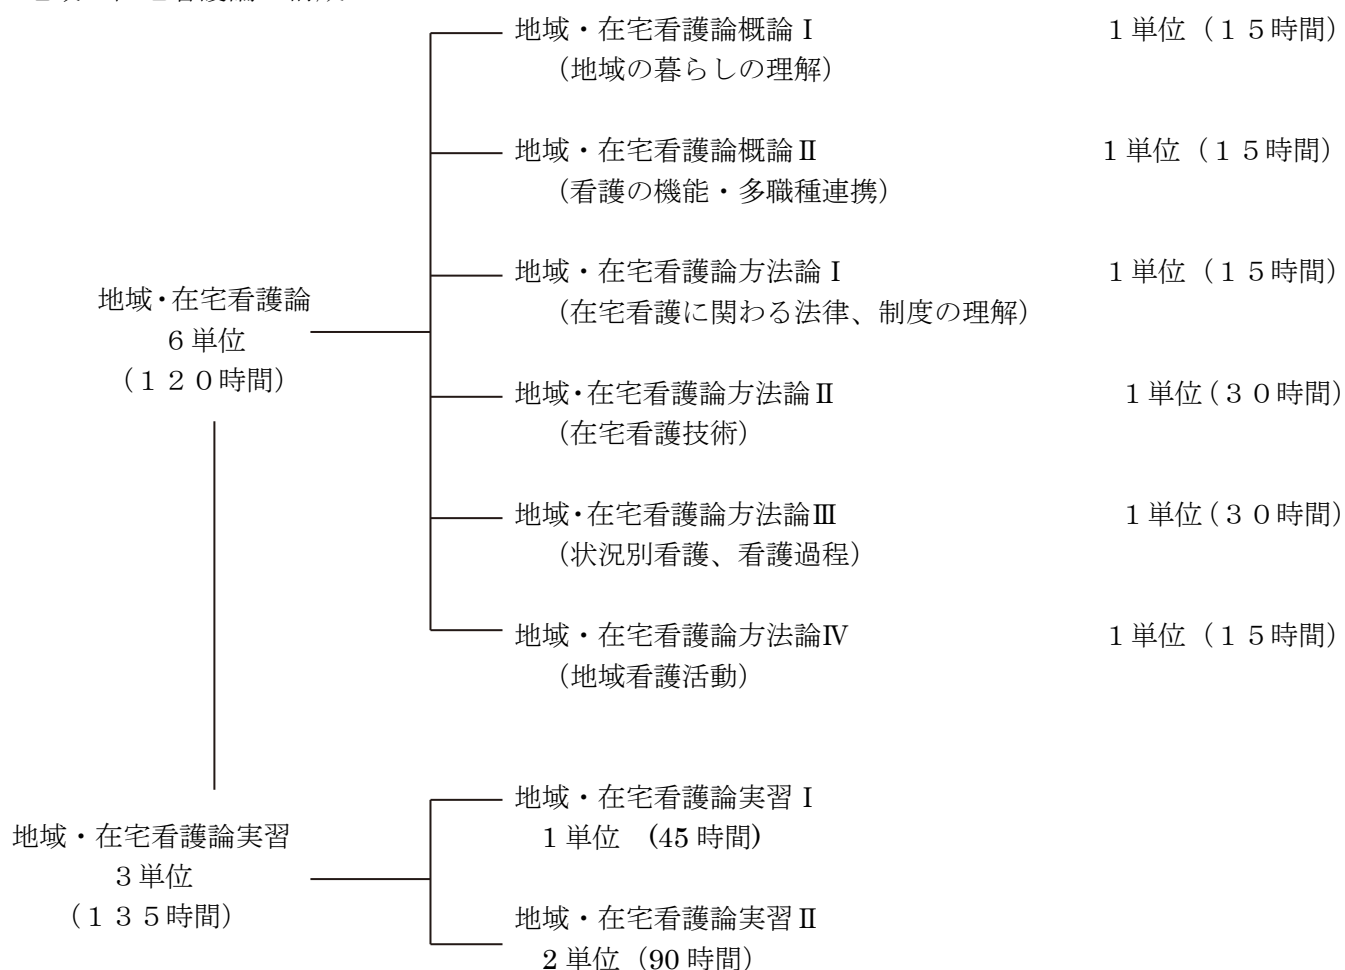 地域・在宅看護論概論Ⅰ 1単位（１５時間）
（地域の暮らしの理解）
地域・在宅看護論概論Ⅱ 1単位（１５時間）
（看護の機能・多職種連携）
地域・在宅看護論方法論Ⅰ 1単位（１５時間）
（在宅看護に関わる法律、制度の理解）
地域・在宅看護論
６単位
（１２０時間）
地域・在宅看護論方法論Ⅱ 1単位（３０時間）
（在宅看護技術）
地域・在宅看護論方法論Ⅲ 1単位（３０時間）
（状況別看護、看護過程）
地域・在宅看護論方法論Ⅳ 1単位（１５時間）
（地域看護活動）
地域・在宅看護論実習
３単位
（１３５時間）
地域・在宅看護論実習Ⅰ
1単位 (45時間)
地域・在宅看護論実習Ⅱ
2単位（90時間）